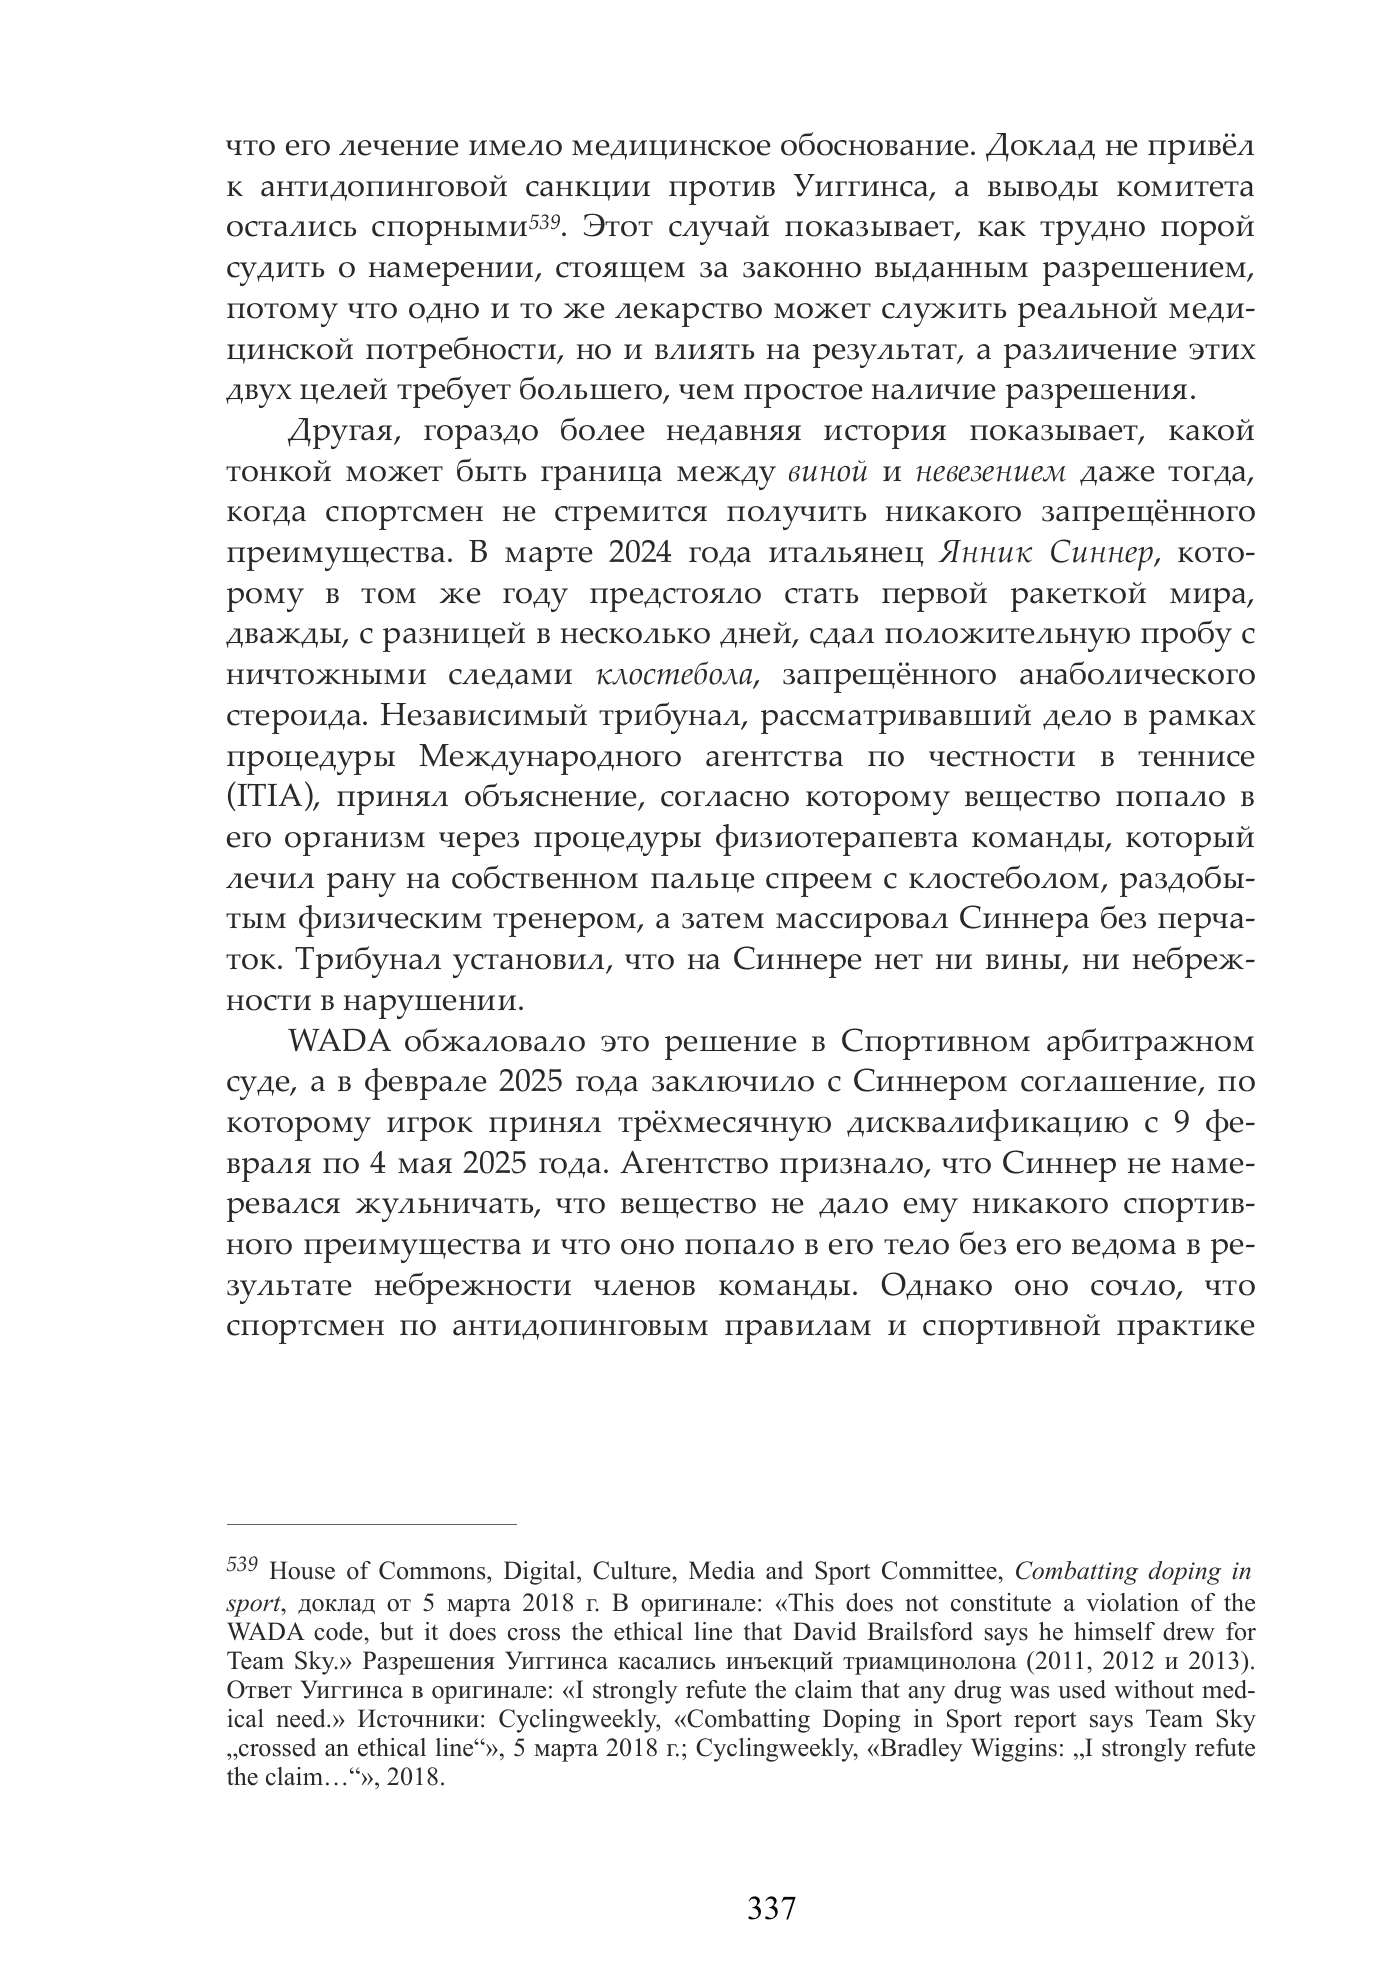 что его лечение имело медицинское обоснование. Доклад не привёл
к антидопинговой санкции против Уиггинса, а выводы комитета
остались спорными539. Этот случай показывает, как трудно порой
судить о намерении, стоящем за законно выданным разрешением,
потому что одно и то же лекарство может служить реальной меди-
цинской потребности, но и влиять на результат, а различение этих
двух целей требует большего, чем простое наличие разрешения.
Другая, гораздо более недавняя история показывает, какой
тонкой может быть граница между виной и невезением даже тогда,
когда спортсмен не стремится получить никакого запрещённого
преимущества. В марте 2024 года итальянец Янник Синнер, кото-
рому в том же году предстояло стать первой ракеткой мира,
дважды, с разницей в несколько дней, сдал положительную пробу с
ничтожными следами клостебола, запрещённого анаболического
стероида. Независимый трибунал, рассматривавший дело в рамках
процедуры Международного агентства по честности в теннисе
(ITIA), принял объяснение, согласно которому вещество попало в
его организм через процедуры физиотерапевта команды, который
лечил рану на собственном пальце спреем с клостеболом, раздобы-
тым физическим тренером, а затем массировал Синнера без перча-
ток. Трибунал установил, что на Синнере нет ни вины, ни небреж-
ности в нарушении.
WADA обжаловало это решение в Спортивном арбитражном
суде, а в феврале 2025 года заключило с Синнером соглашение, по
которому игрок принял трёхмесячную дисквалификацию с 9 фе-
враля по 4 мая 2025 года. Агентство признало, что Синнер не наме-
ревался жульничать, что вещество не дало ему никакого спортив-
ного преимущества и что оно попало в его тело без его ведома в ре-
зультате небрежности членов команды. Однако оно сочло, что
спортсмен по антидопинговым правилам и спортивной практике
539 House of Commons, Digital, Culture, Media and Sport Committee, Combatting doping in
sport, доклад от 5 марта 2018 г. В оригинале: «This does not constitute a violation of the
WADA code, but it does cross the ethical line that David Brailsford says he himself drew for
Team Sky.» Разрешения Уиггинса касались инъекций триамцинолона (2011, 2012 и 2013).
Ответ Уиггинса в оригинале: «I strongly refute the claim that any drug was used without med-
ical need.» Источники: Cyclingweekly, «Combatting Doping in Sport report says Team Sky
„crossed an ethical line“», 5 марта 2018 г.; Cyclingweekly, «Bradley Wiggins: „I strongly refute
the claim…“», 2018.
337